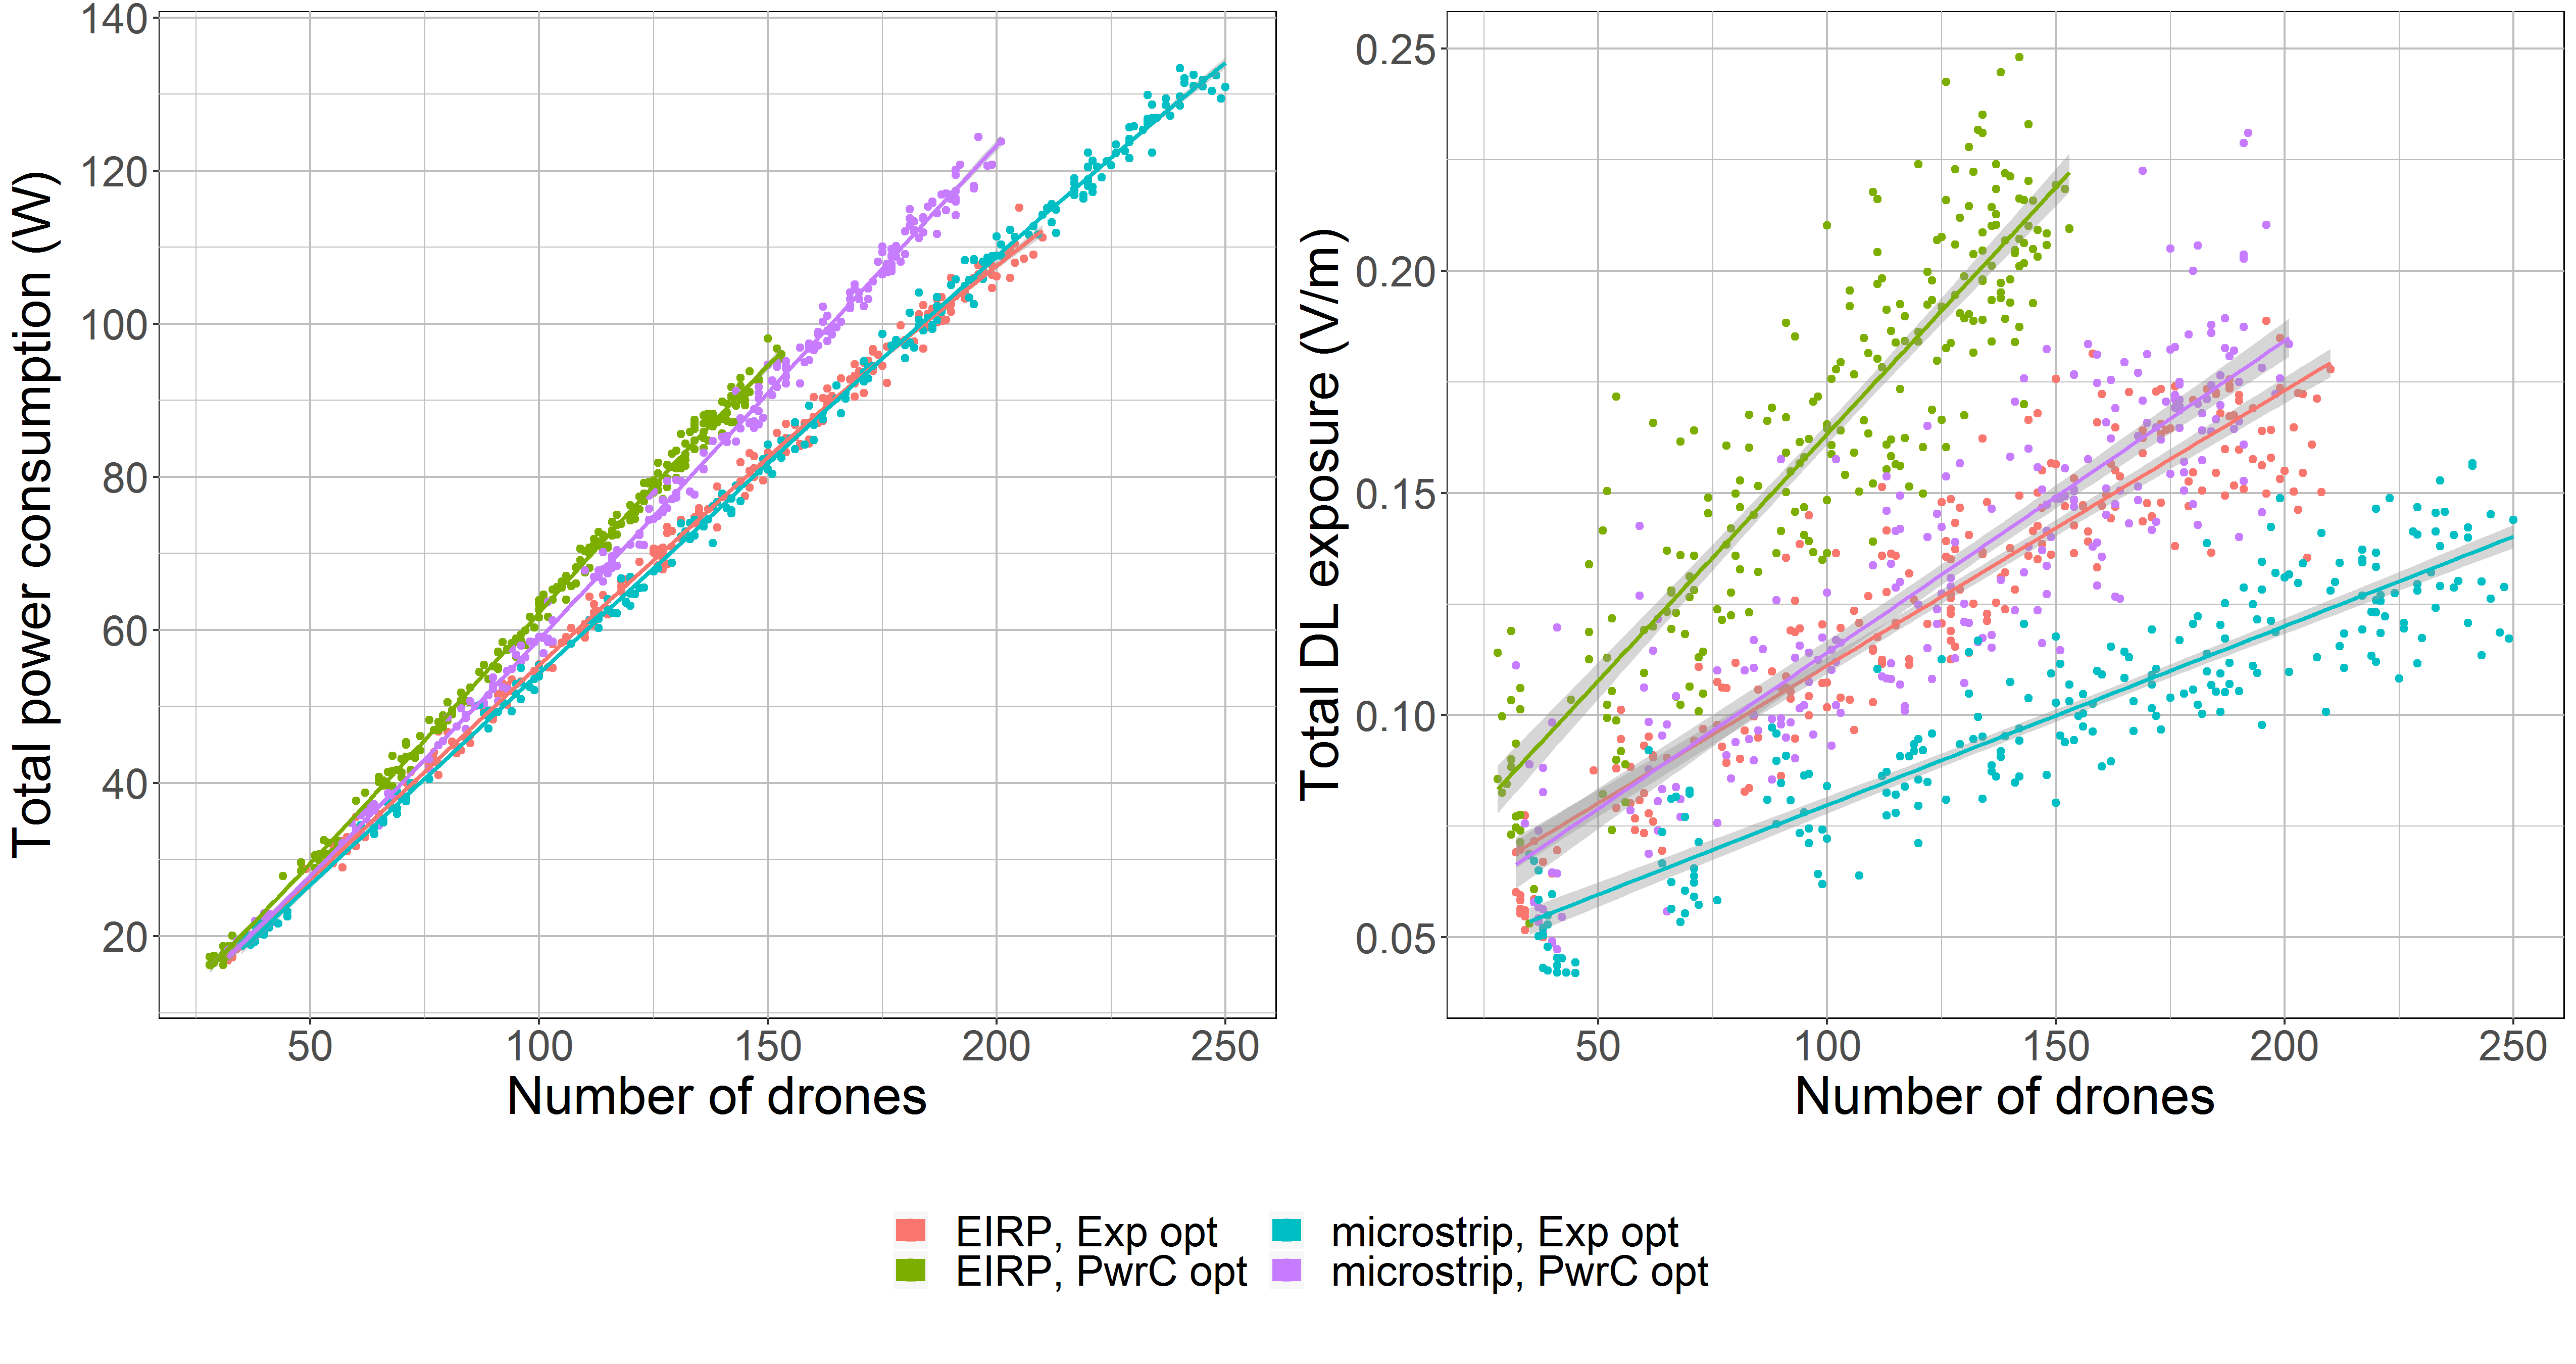 Total power consumption (W)
140
120
100
80
60
40
20
50 100 150 200 250
Number of drones
Total DL exposure (V/m)
0.25
0.20
0.15
0.10
0.05
50 100 150 200 250
Number of drones
EIRP, Exp opt
EIRP, PwrC opt
microstrip, Exp opt
microstrip, PwrC opt